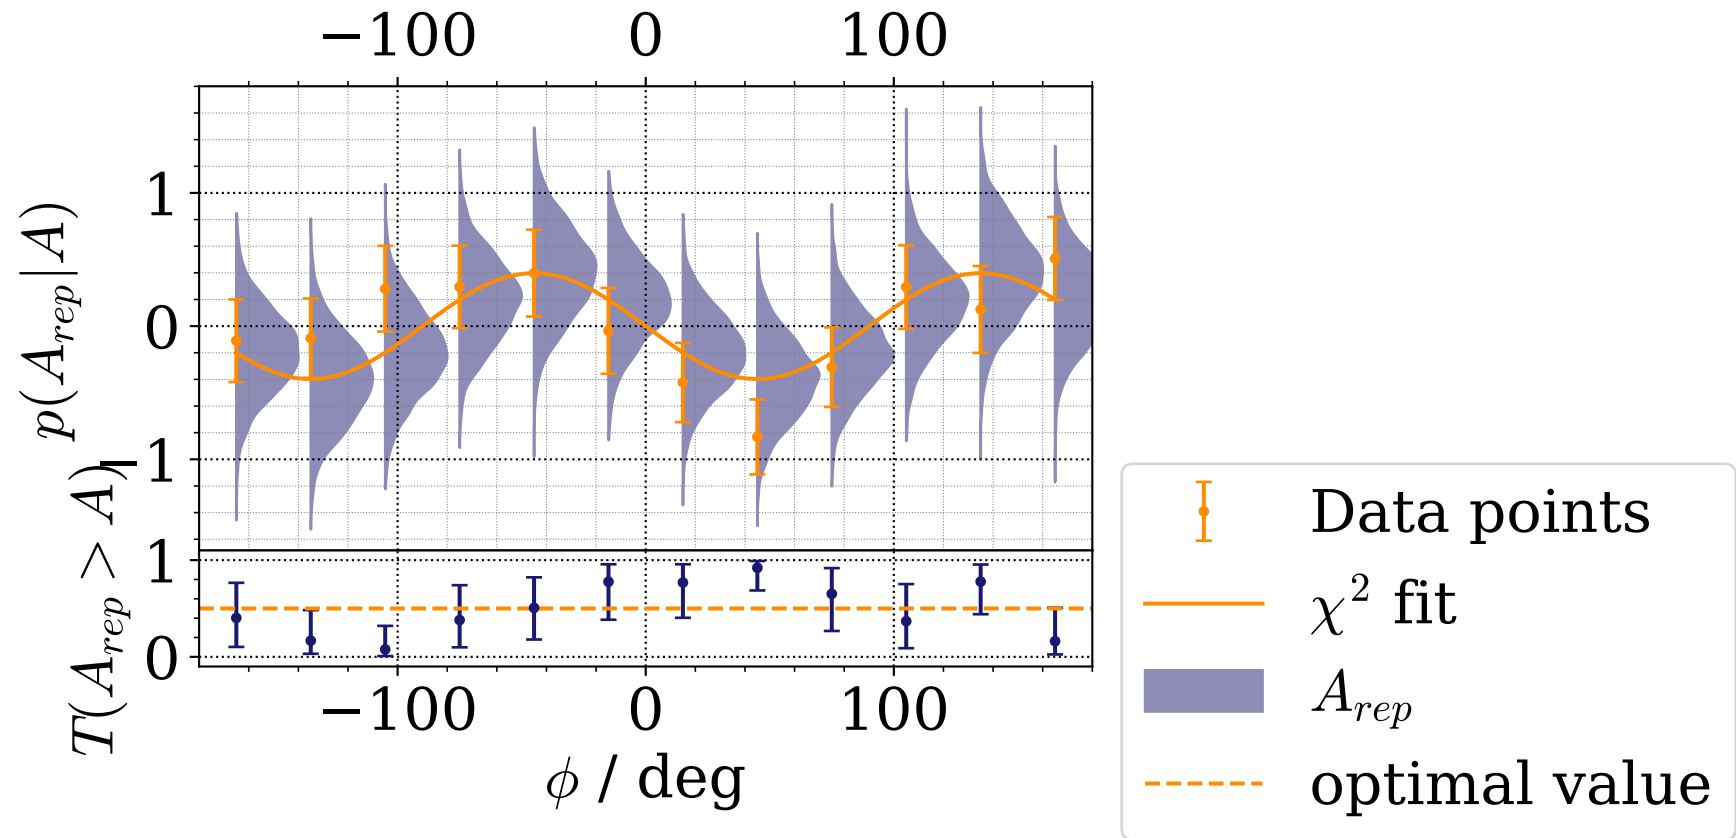 −100 0 100
p(A_rep|A)
1
0
−1
T(A_rep > A)
1
0
−100 0 100
ϕ / deg
Data points
χ² fit
A_rep
optimal value